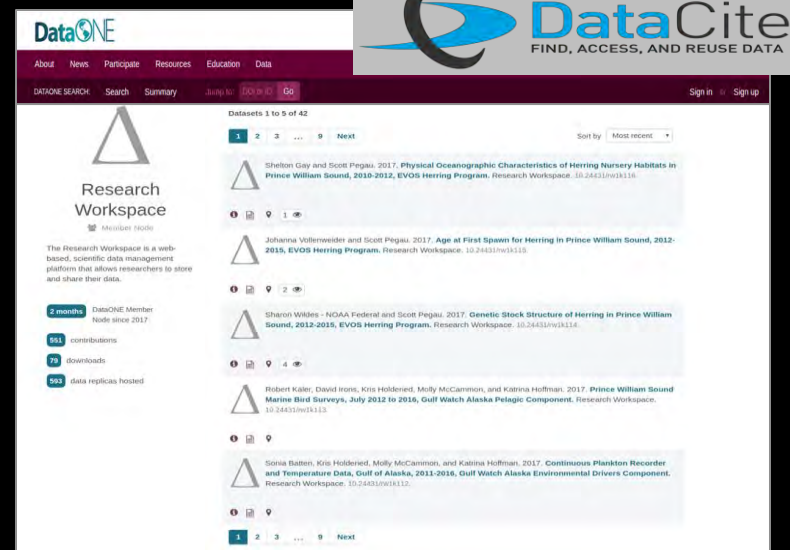 DataONE
DataCite
FIND, ACCESS, AND REUSE DATA
About News Participate Resources Education Data
DATAONE SEARCH: Search Summary Jump to: DOI or ID Go Sign in or Sign up
Research
Workspace
Member Node
The Research Workspace is a web-
based, scientific data management
platform that allows researchers to store
and share their data.
2 months DataONE Member
Node since 2017
551 contributions
79 downloads
593 data replicas hosted
Datasets 1 to 5 of 42
1 2 3 ... 9 Next
Sort by Most recent
Shelton Gay and Scott Pegau. 2017. Physical Oceanographic Characteristics of Herring Nursery Habitats in
Prince William Sound, 2010-2012, EVOS Herring Program. Research Workspace. 10.24431/rw1k116.
1
Johanna Vollenweider and Scott Pegau. 2017. Age at First Spawn for Herring in Prince William Sound, 2012-
2015, EVOS Herring Program. Research Workspace. 10.24431/rw1k115.
2
Sharon Wildes - NOAA Federal and Scott Pegau. 2017. Genetic Stock Structure of Herring in Prince William
Sound, 2012-2015, EVOS Herring Program. Research Workspace. 10.24431/rw1k114.
4
Robert Kaler, David Irons, Kris Holderied, Molly McCammon, and Katrina Hoffman. 2017. Prince William Sound
Marine Bird Surveys, July 2012 to 2016, Gulf Watch Alaska Pelagic Component. Research Workspace.
10.24431/rw1k113.
Sonia Batten, Kris Holderied, Molly McCammon, and Katrina Hoffman. 2017. Continuous Plankton Recorder
and Temperature Data, Gulf of Alaska, 2011-2016, Gulf Watch Alaska Environmental Drivers Component.
Research Workspace. 10.24431/rw1k112.
1 2 3 ... 9 Next